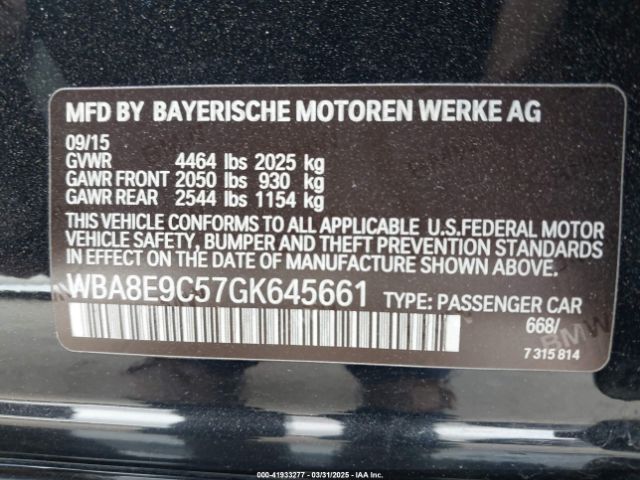 MFD BY BAYERISCHE MOTOREN WERKE AG
09/15
GVWR 4464 lbs 2025 kg
GAWR FRONT 2050 lbs 930 kg
GAWR REAR 2544 lbs 1154 kg
THIS VEHICLE CONFORMS TO ALL APPLICABLE U.S.FEDERAL MOTOR
VEHICLE SAFETY, BUMPER AND THEFT PREVENTION STANDARDS
IN EFFECT ON THE DATE OF MANUFACTURE SHOWN ABOVE.
WBA8E9C57GK645661 TYPE: PASSENGER CAR
668/
BMW
7 315 814
IAA-41933277 - 03/31/2025 - IAA, Inc.